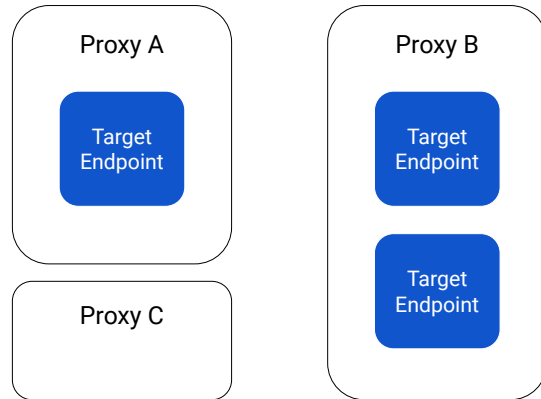 Proxy A
Target
Endpoint
Proxy C
Proxy B
Target
Endpoint
Target
Endpoint